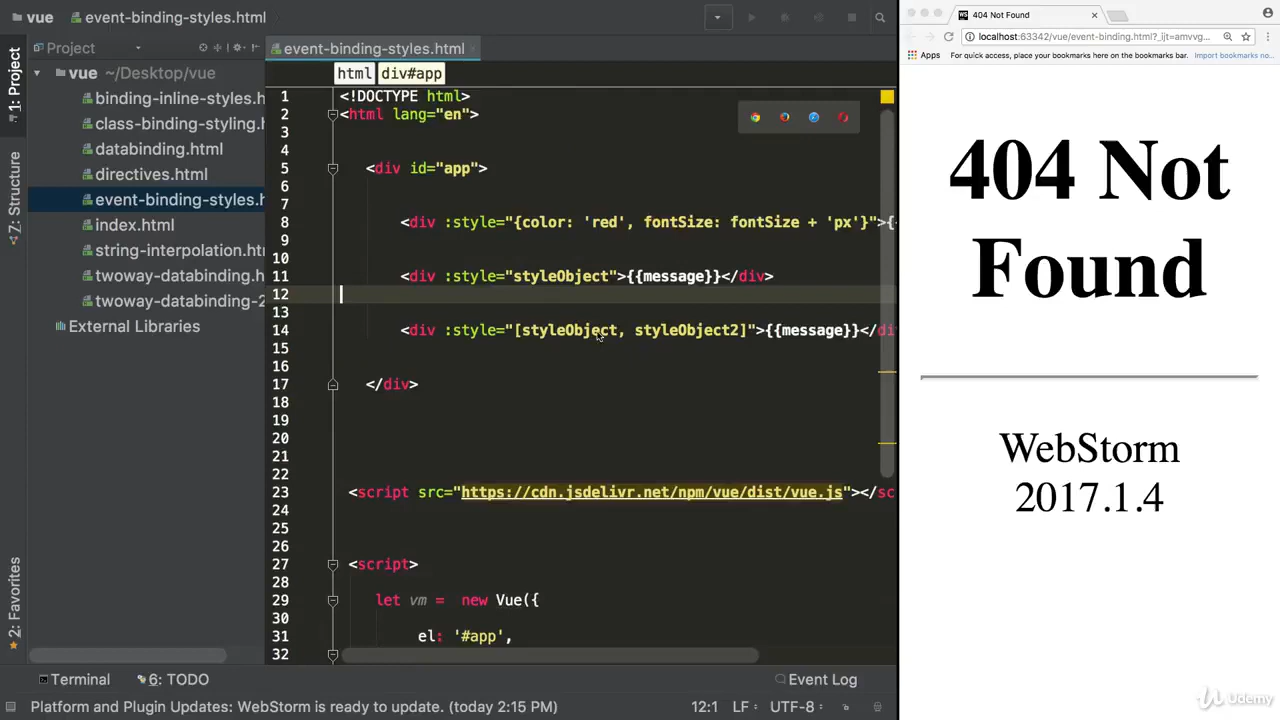 vue
event-binding-styles.html
Project
vue ~/Desktop/vue
binding-inline-styles.h
class-binding-styling.h
databinding.html
directives.html
event-binding-styles.h
index.html
string-interpolation.htm
twoway-databinding.h
twoway-databinding-2
External Libraries
1: Project
7: Structure
2: Favorites
event-binding-styles.html
html
div#app
1 <!DOCTYPE html>
2 <html lang="en">
3
4
5 <div id="app">
6
7
8 <div :style="{color: 'red', fontSize: fontSize + 'px'}">{
9
10
11 <div :style="styleObject">{{message}}</div>
12
13
14 <div :style="[styleObject, styleObject2]">{{message}}</di
15
16
17 </div>
18
19
20
21
22
23 <script src="https://cdn.jsdelivr.net/npm/vue/dist/vue.js"></sc
24
25
26
27 <script>
28
29 let vm = new Vue({
30
31 el: '#app',
32
Terminal
6: TODO
Event Log
Platform and Plugin Updates: WebStorm is ready to update. (today 2:15 PM)
12:1
LF
UTF-8
WS
404 Not Found
localhost:63342/vue/event-binding.html?_ijt=amvvg...
Apps
For quick access, place your bookmarks here on the bookmarks bar.
Import bookmarks no...
404 Not
Found
WebStorm
2017.1.4
Udemy